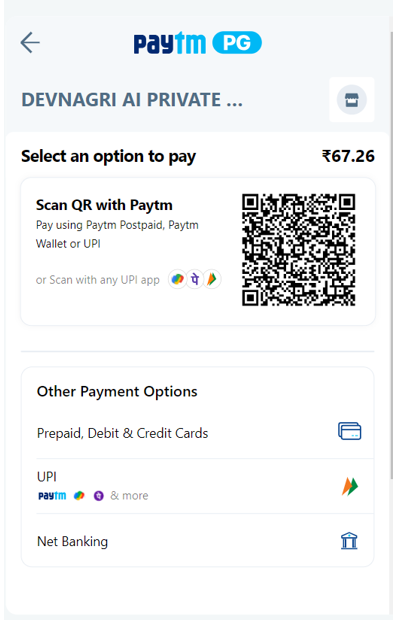 paytm PG
DEVNAGRI AI PRIVATE ...
Select an option to pay ₹67.26
Scan QR with Paytm
Pay using Paytm Postpaid, Paytm
Wallet or UPI
or Scan with any UPI app पे
Other Payment Options
Prepaid, Debit & Credit Cards
UPI
paytm पे & more
Net Banking